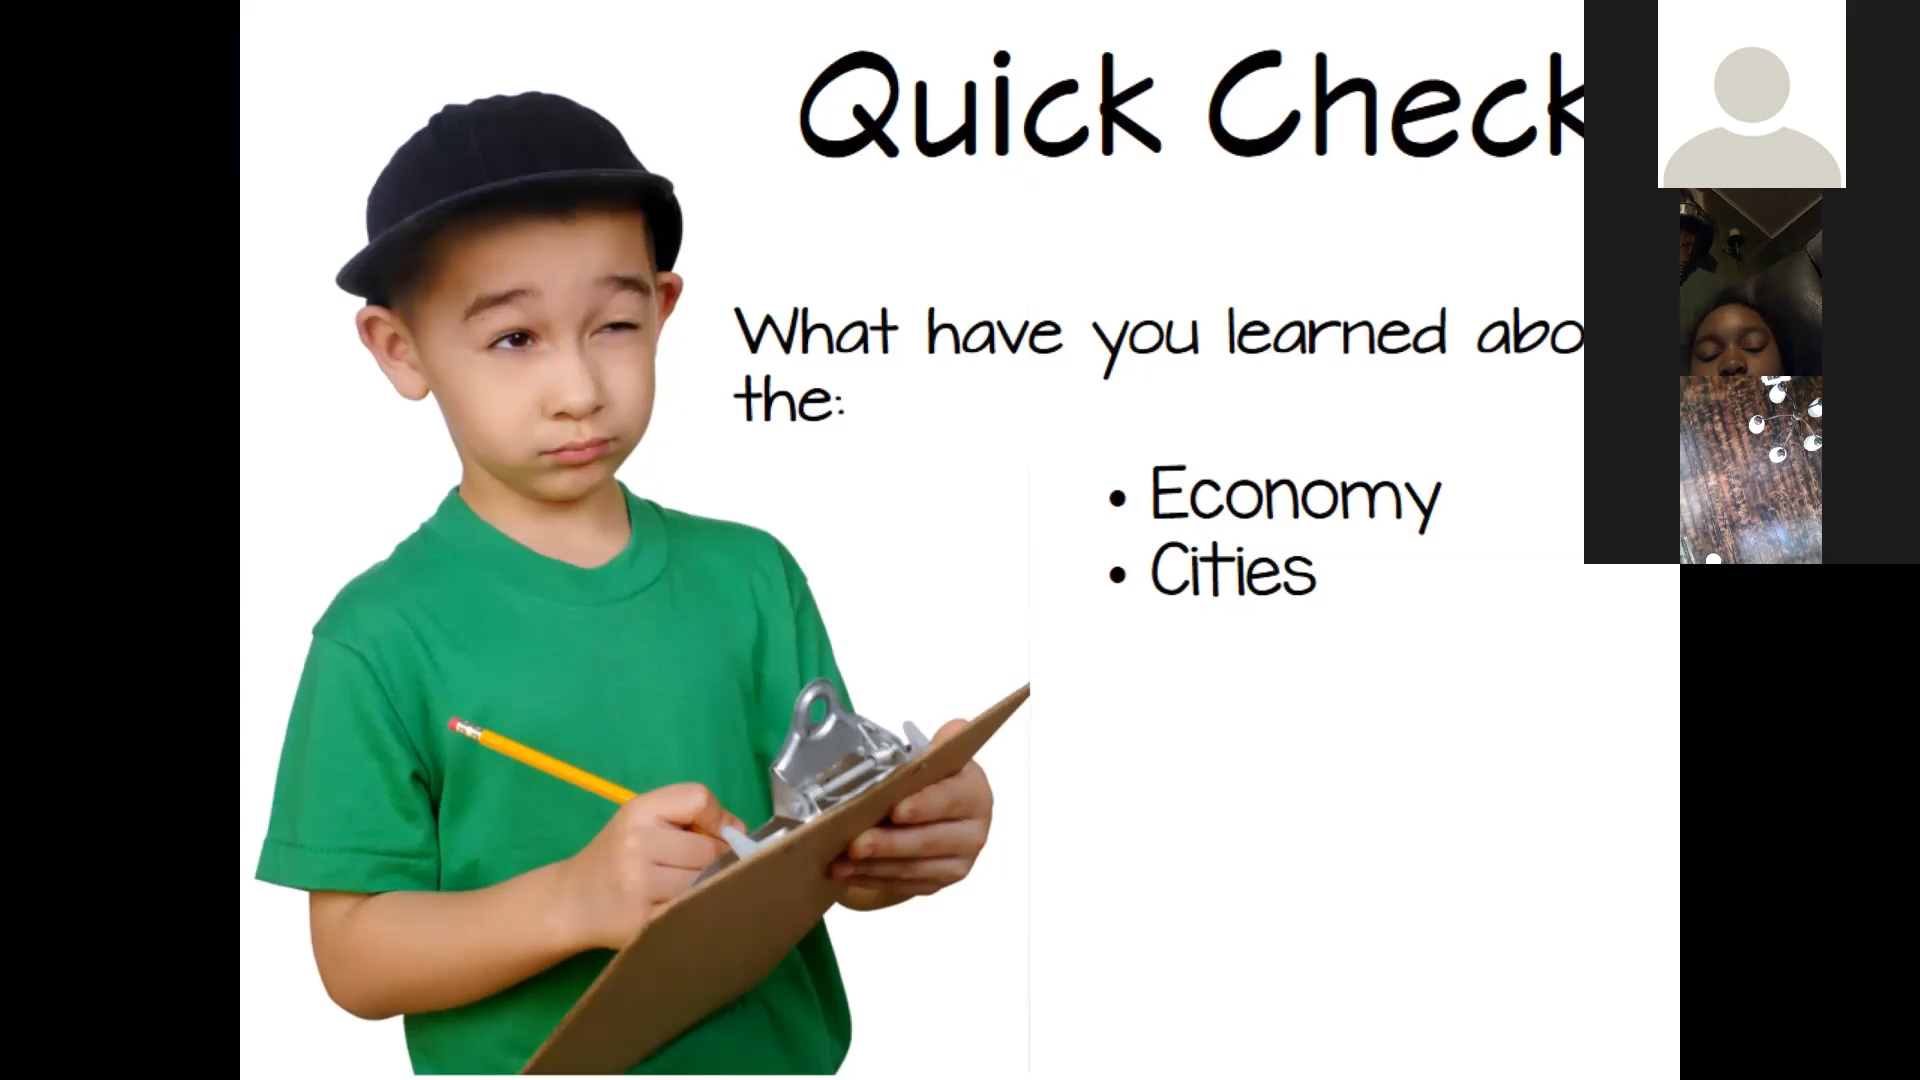 Quick Check
What have you learned abo
the:
• Economy
• Cities